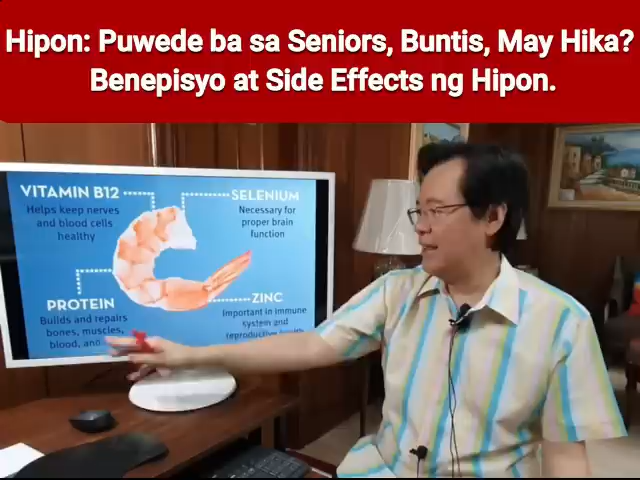 Hipon: Puwede ba sa Seniors, Buntis, May Hika?
Benepisyo at Side Effects ng Hipon.
VITAMIN B12
Helps keep nerves
and blood cells
healthy
SELENIUM
Necessary for
proper brain
function
PROTEIN
Builds and repairs
bones, muscles,
blood, and
ZINC
Important in immune
system and
reproductive health